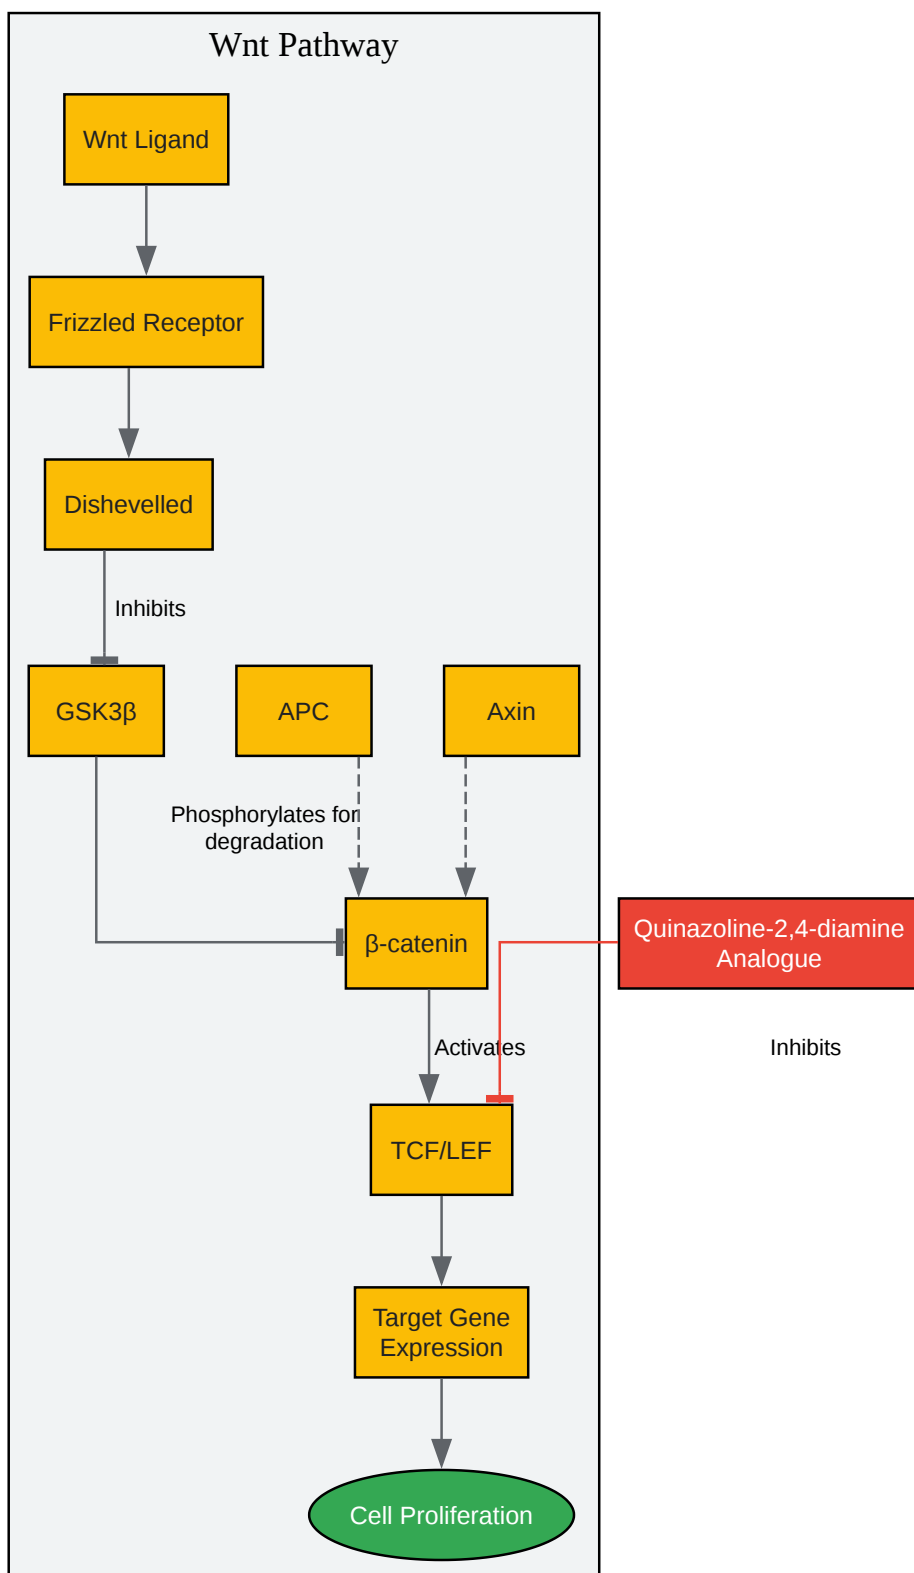 Wnt Pathway
Wnt Ligand
Frizzled Receptor
Dishevelled
Inhibits
GSK3β
APC
Axin
Phosphorylates for
degradation
β-catenin
Quinazoline-2,4-diamine
Analogue
Activates
Inhibits
TCF/LEF
Target Gene
Expression
Cell Proliferation